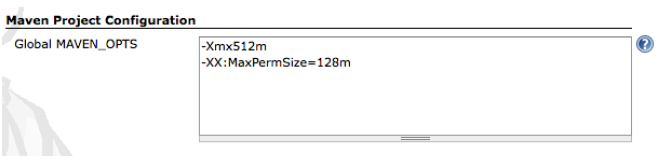 Maven Project Configuration
Global MAVEN_OPTS
-Xmx512m
-XX:MaxPermSize=128m
?